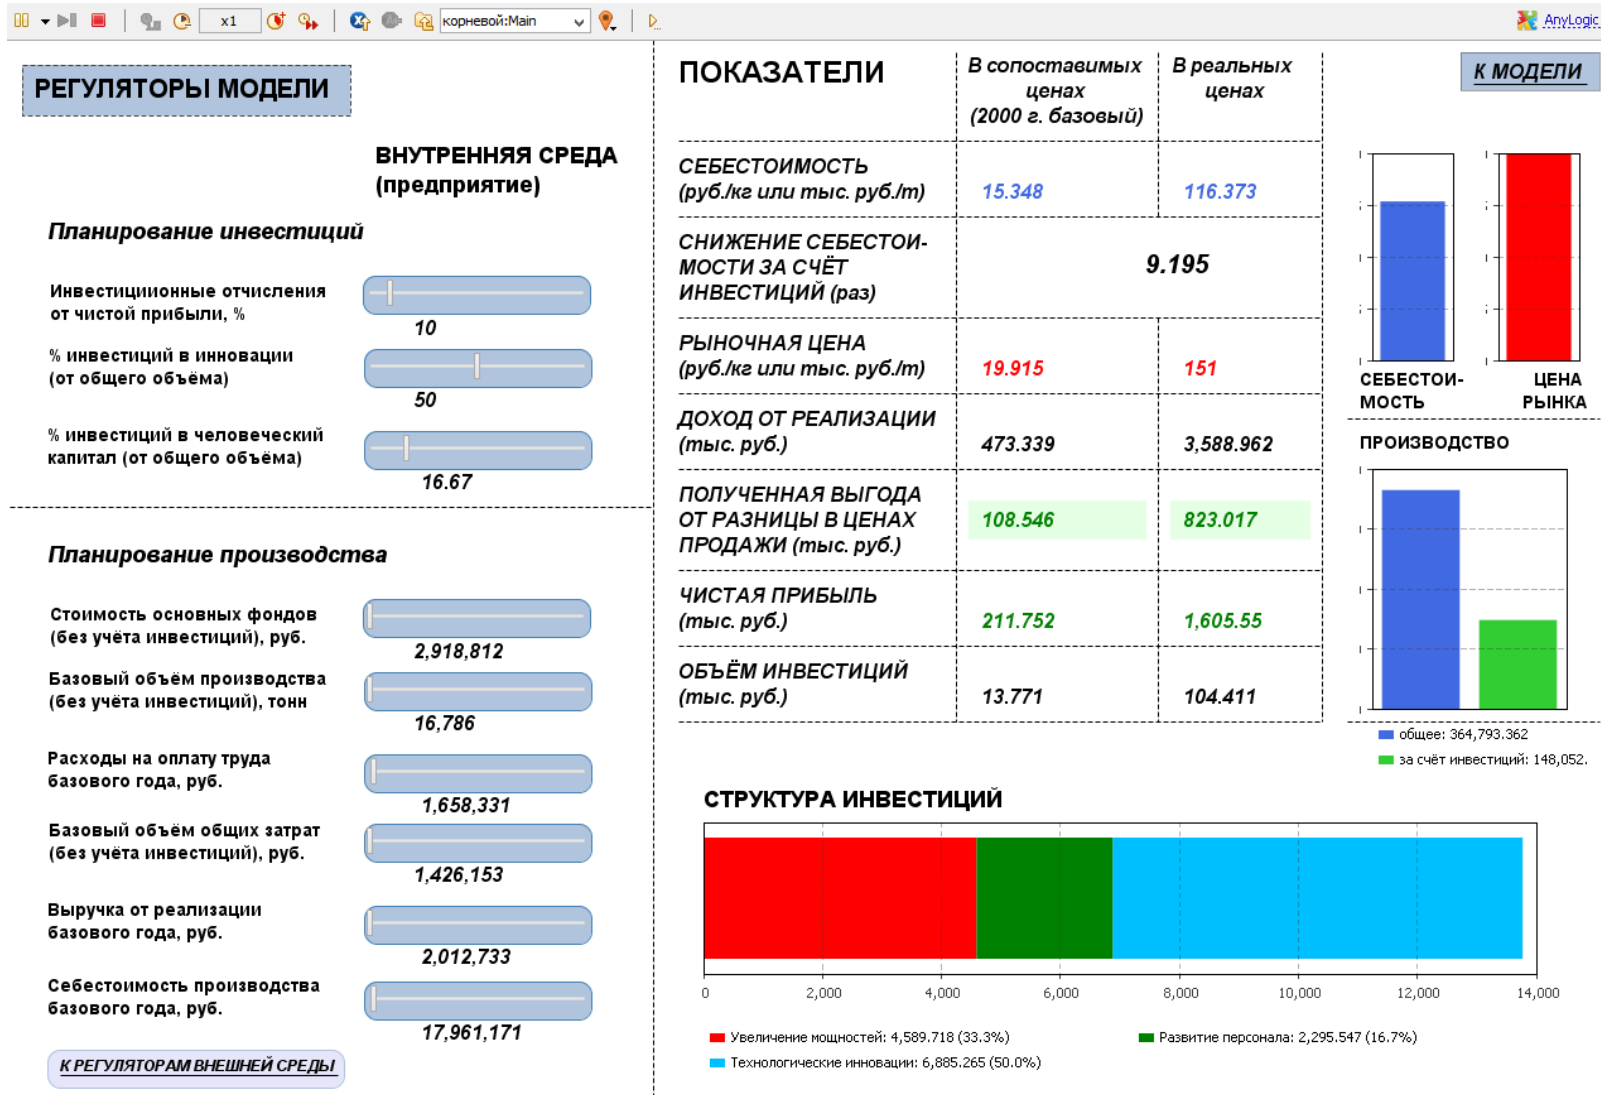 x1
корневой:Main
AnyLogic
РЕГУЛЯТОРЫ МОДЕЛИ
ВНУТРЕННЯЯ СРЕДА
(предприятие)
Планирование инвестиций
Инвестициионные отчисления
от чистой прибыли, %
10
% инвестиций в инновации
(от общего объёма)
50
% инвестиций в человеческий
капитал (от общего объёма)
16.67
Планирование производства
Стоимость основных фондов
(без учёта инвестиций), руб.
2,918,812
Базовый объём производства
(без учёта инвестиций), тонн
16,786
Расходы на оплату труда
базового года, руб.
1,658,331
Базовый объём общих затрат
(без учёта инвестиций), руб.
1,426,153
Выручка от реализации
базового года, руб.
2,012,733
Себестоимость производства
базового года, руб.
17,961,171
К РЕГУЛЯТОРАМ ВНЕШНЕЙ СРЕДЫ
ПОКАЗАТЕЛИ
В сопоставимых
ценах
(2000 г. базовый)
В реальных
ценах
СЕБЕСТОИМОСТЬ
(руб./кг или тыс. руб./т)
15.348
116.373
СНИЖЕНИЕ СЕБЕСТОИ-
МОСТИ ЗА СЧЁТ
ИНВЕСТИЦИЙ (раз)
9.195
РЫНОЧНАЯ ЦЕНА
(руб./кг или тыс. руб./т)
19.915
151
ДОХОД ОТ РЕАЛИЗАЦИИ
(тыс. руб.)
473.339
3,588.962
ПОЛУЧЕННАЯ ВЫГОДА
ОТ РАЗНИЦЫ В ЦЕНАХ
ПРОДАЖИ (тыс. руб.)
108.546
823.017
ЧИСТАЯ ПРИБЫЛЬ
(тыс. руб.)
211.752
1,605.55
ОБЪЁМ ИНВЕСТИЦИЙ
(тыс. руб.)
13.771
104.411
К МОДЕЛИ
СЕБЕСТОИ-
МОСТЬ
ЦЕНА
РЫНКА
ПРОИЗВОДСТВО
общее: 364,793.362
за счёт инвестиций: 148,052.
СТРУКТУРА ИНВЕСТИЦИЙ
0 2,000 4,000 6,000 8,000 10,000 12,000 14,000
Увеличение мощностей: 4,589.718 (33.3%)
Развитие персонала: 2,295.547 (16.7%)
Технологические инновации: 6,885.265 (50.0%)